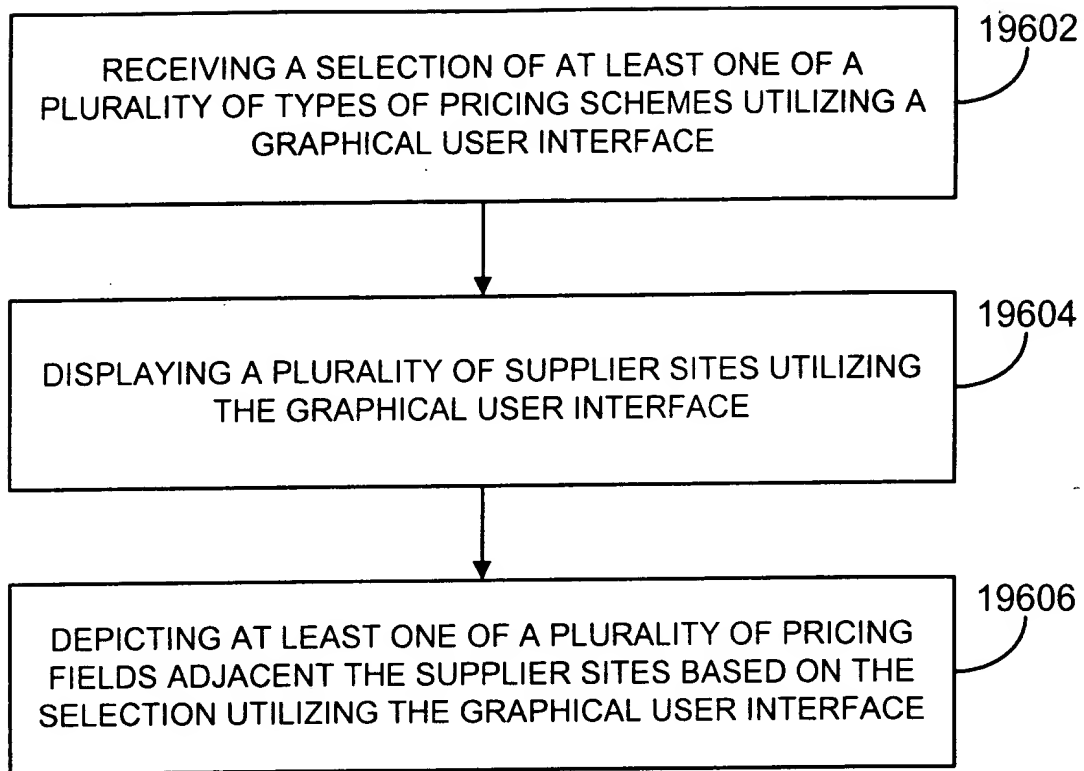 19602
RECEIVING A SELECTION OF AT LEAST ONE OF A
PLURALITY OF TYPES OF PRICING SCHEMES UTILIZING A
GRAPHICAL USER INTERFACE
19604
DISPLAYING A PLURALITY OF SUPPLIER SITES UTILIZING
THE GRAPHICAL USER INTERFACE
19606
DEPICTING AT LEAST ONE OF A PLURALITY OF PRICING
FIELDS ADJACENT THE SUPPLIER SITES BASED ON THE
SELECTION UTILIZING THE GRAPHICAL USER INTERFACE